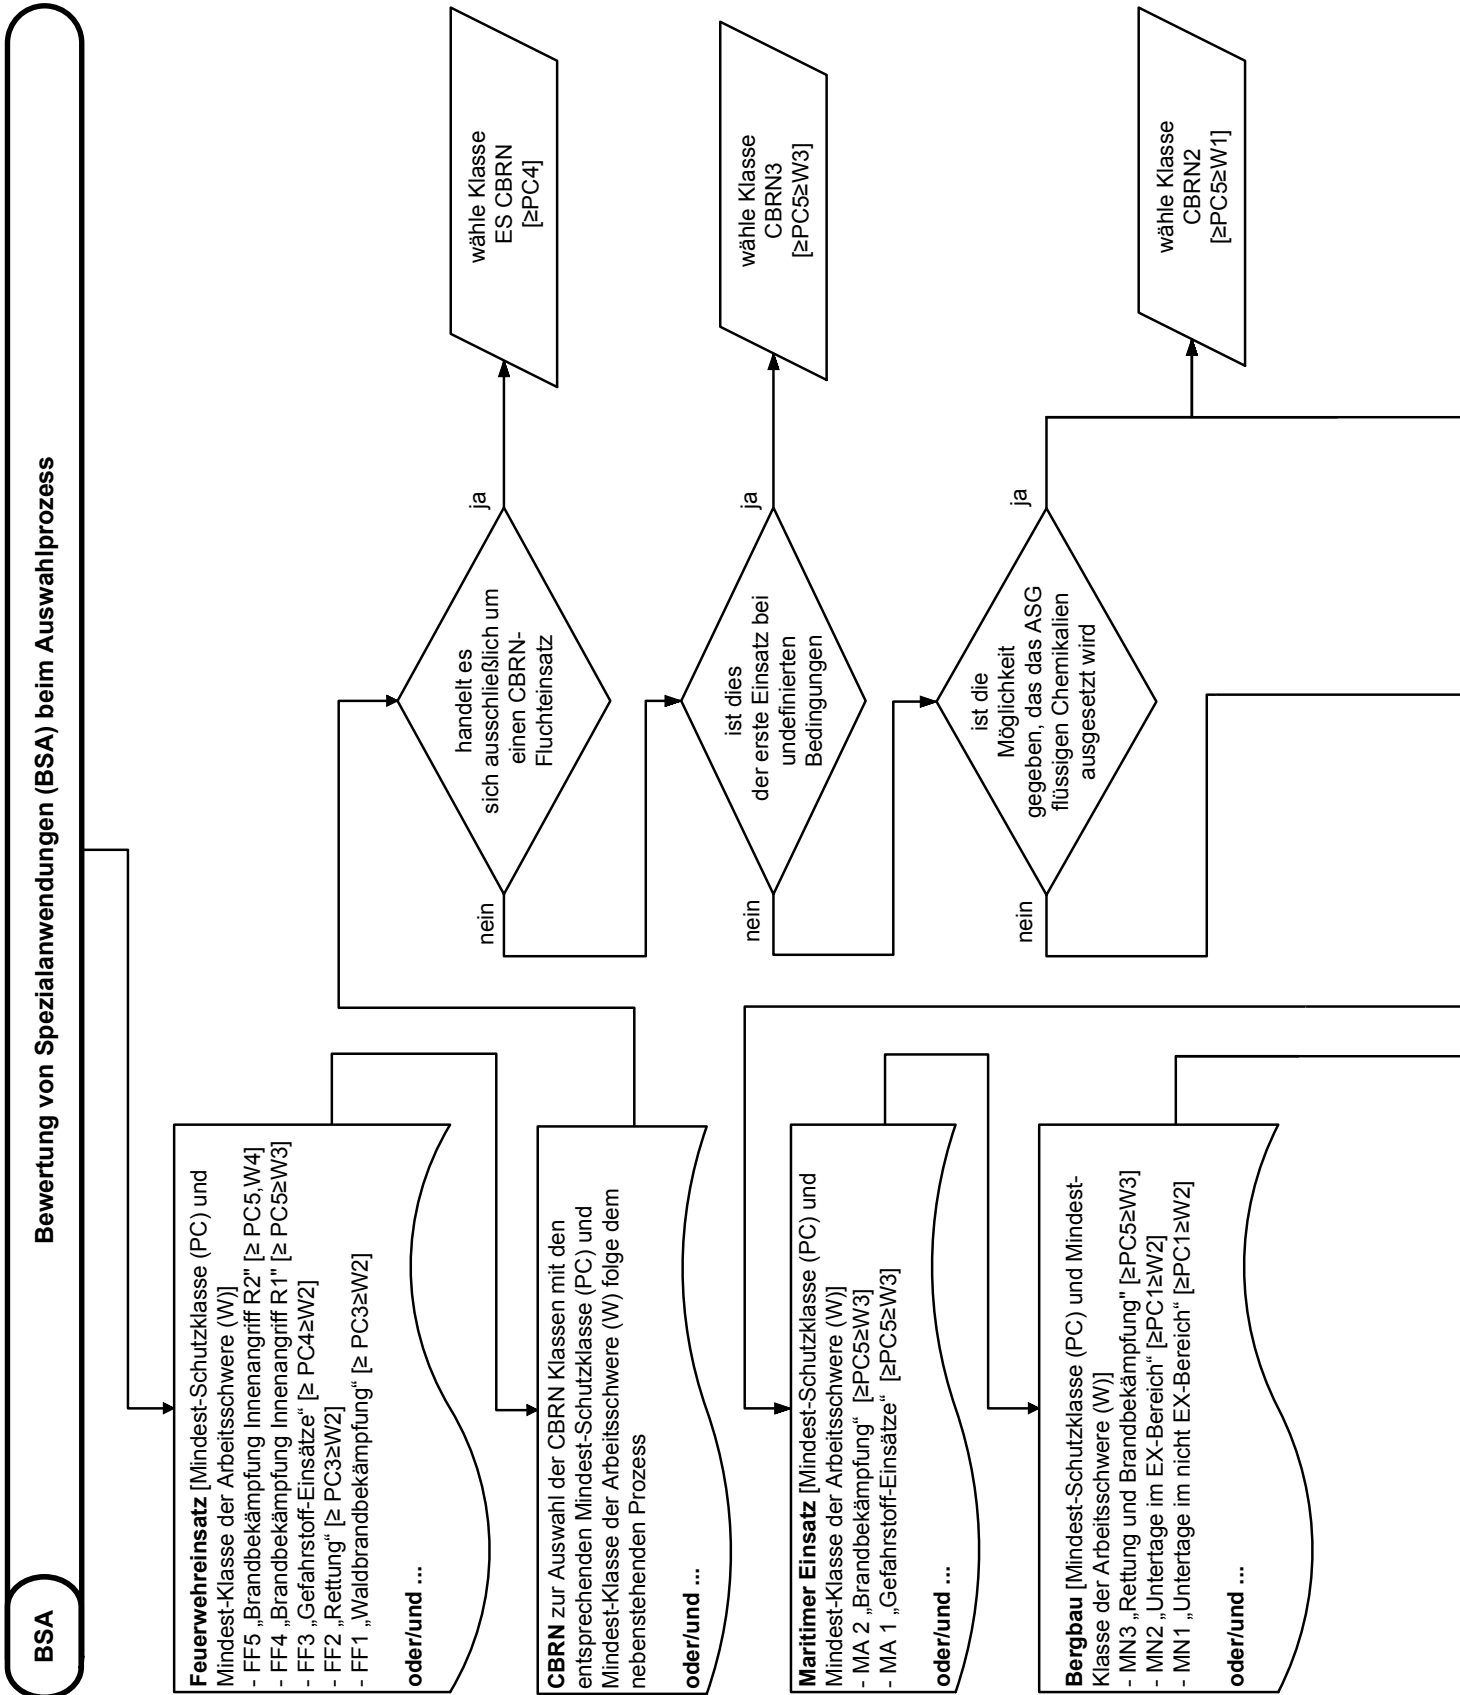 BSA
Bewertung von Spezialanwendungen (BSA) beim Auswahlprozess
Feuerwehreinsatz [Mindest-Schutzklasse (PC) und
Mindest-Klasse der Arbeitsschwere (W)]
- FF5 „Brandbekämpfung Innenangriff R2" [≥ PC5,W4]
- FF4 „Brandbekämpfung Innenangriff R1" [≥ PC5≥W3]
- FF3 „Gefahrstoff-Einsätze“ [≥ PC4≥W2]
- FF2 „Rettung“ [≥ PC3≥W2]
- FF1 „Waldbrandbekämpfung“ [≥ PC3≥W2]
oder/und ...
CBRN zur Auswahl der CBRN Klassen mit den
entsprechenden Mindest-Schutzklasse (PC) und
Mindest-Klasse der Arbeitsschwere (W) folge dem
nebenstehenden Prozess
oder/und ...
Maritimer Einsatz [Mindest-Schutzklasse (PC) und
Mindest-Klasse der Arbeitsschwere (W)]
- MA 2 „Brandbekämpfung“ [≥PC5≥W3]
- MA 1 „Gefahrstoff-Einsätze“ [≥PC5≥W3]
oder/und ...
Bergbau [Mindest-Schutzklasse (PC) und Mindest-
Klasse der Arbeitsschwere (W)]
- MN3 „Rettung und Brandbekämpfung" [≥PC5≥W3]
- MN2 „Untertage im EX-Bereich“ [≥PC1≥W2]
- MN1 „Untertage im nicht EX-Bereich“ [≥PC1≥W2]
oder/und ...
handelt es
sich ausschließlich um
einen CBRN-
Fluchteinsatz
nein
ja
wähle Klasse
ES CBRN
[≥PC4]
ist dies
der erste Einsatz bei
undefinierten
Bedingungen
nein
ja
wähle Klasse
CBRN3
[≥PC5≥W3]
ist die
Möglichkeit
gegeben, das das ASG
flüssigen Chemikalien
ausgesetzt wird
nein
ja
wähle Klasse
CBRN2
[≥PC5≥W1]